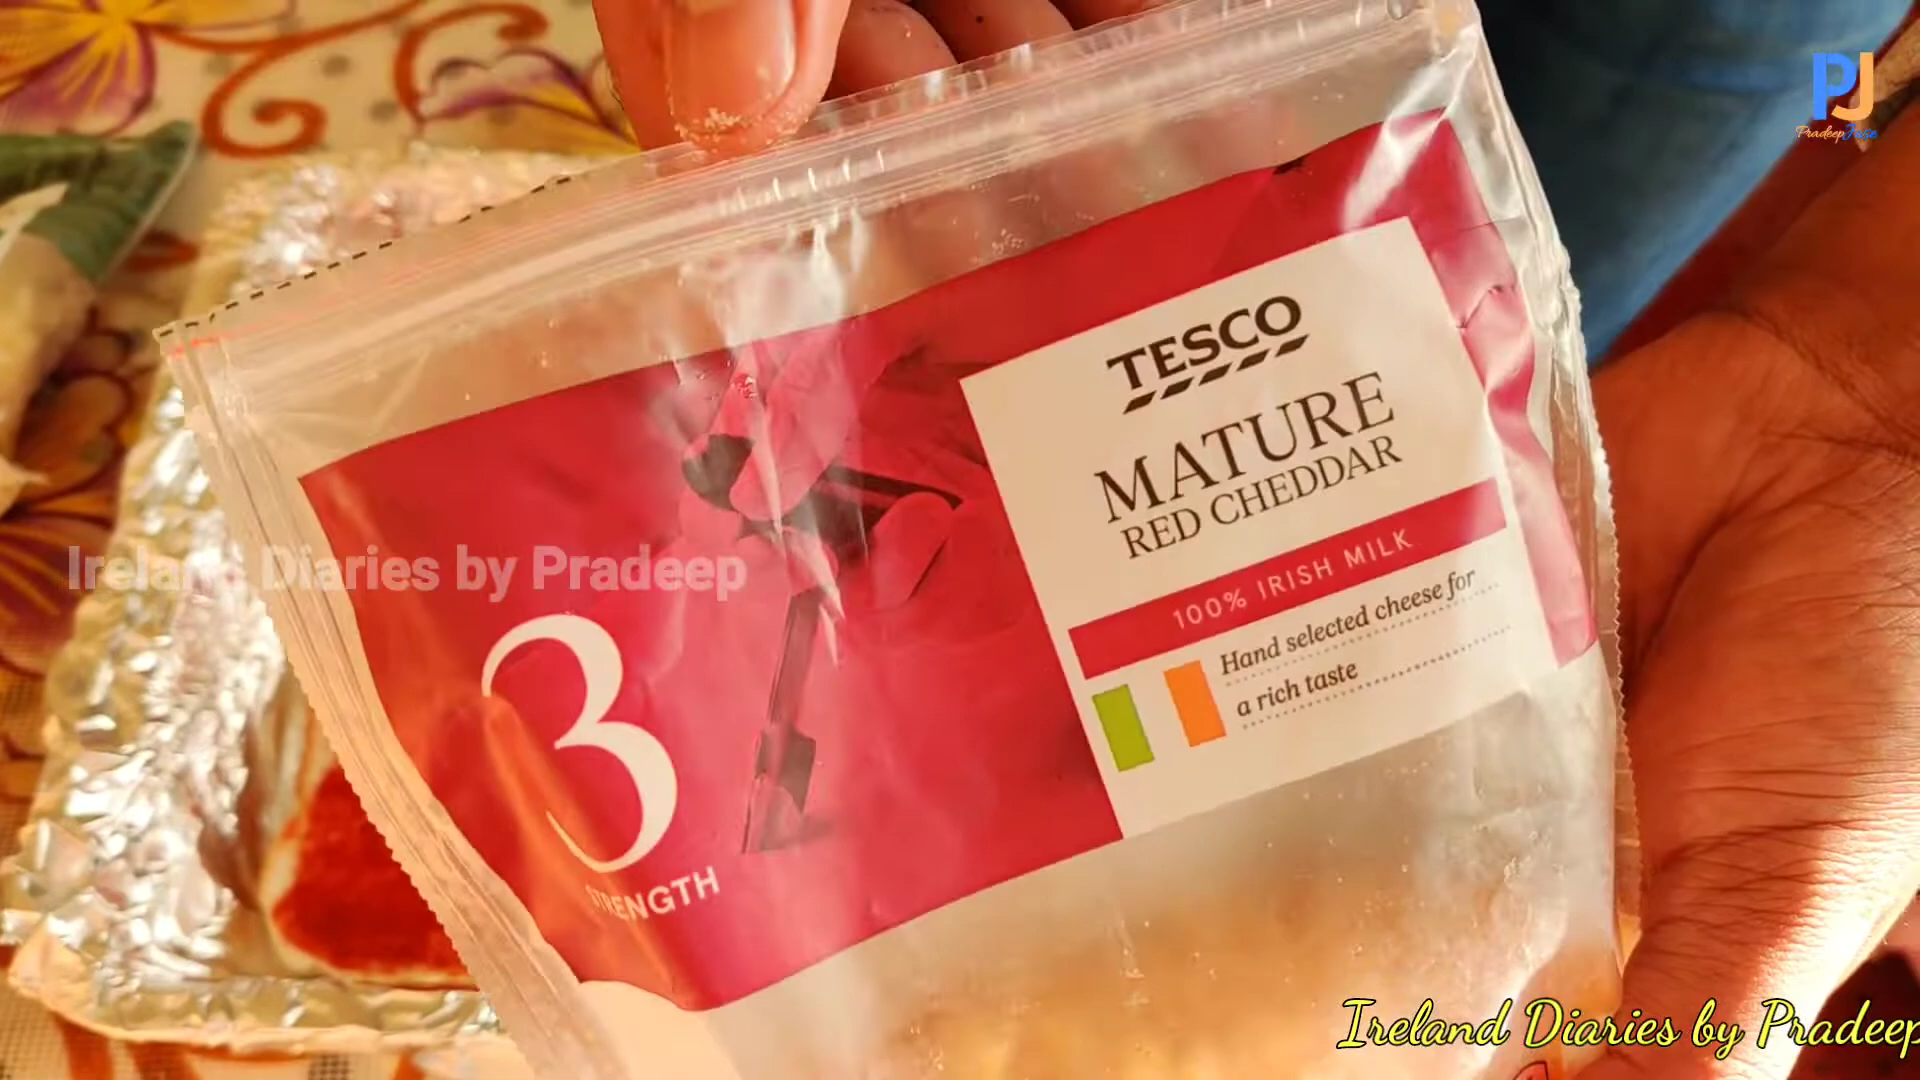 PJ
PradeepJuse
TESCO
MATURE
RED CHEDDAR
100% IRISH MILK
Hand selected cheese for
a rich taste
Ireland Diaries by Pradeep
3
STRENGTH
Ireland Diaries by Pradeep